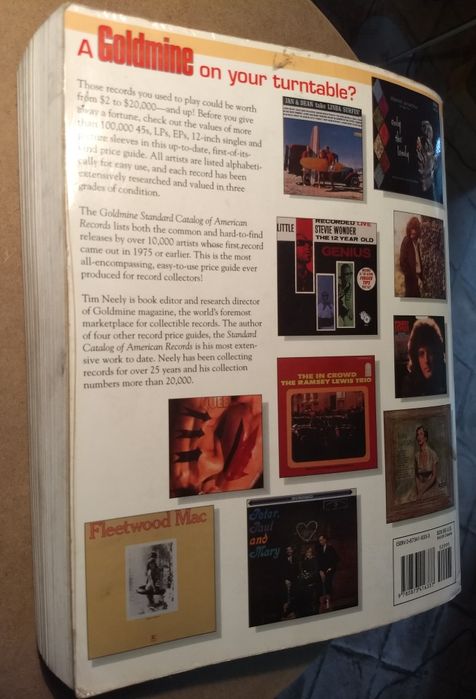 A Goldmine on your turntable?
Those records you used to play could be worth
from $2 to $20,000—and up! Before you give
away a fortune, check out the values of more
than 100,000 45s, LPs, EPs, 12-inch singles and
picture sleeves in this up-to-date, first-of-its-
kind price guide. All artists are listed alphabeti-
cally for easy use, and each record has been
extensively researched and valued in three
grades of condition.
The Goldmine Standard Catalog of American
Records lists both the common and hard-to-find
releases by over 10,000 artists whose first record
came out in 1975 or earlier. This is the most
all-encompassing, easy-to-use price guide ever
produced for record collectors!
Tim Neely is book editor and research director
of Goldmine magazine, the world's foremost
marketplace for collectible records. The author
of four other record price guides, the Standard
Catalog of American Records is his most exten-
sive work to date. Neely has been collecting
records for over 25 years and his collection
numbers more than 20,000.
JAN & DEAN take LINDA SURFIN'
only
the
lonely
RECORDED LIVE
LITTLE STEVIE WONDER
THE 12 YEAR OLD
GENIUS
THE IN CROWD
THE RAMSEY LEWIS TRIO
Fleetwood Mac
Peter,
Paul
and
Mary